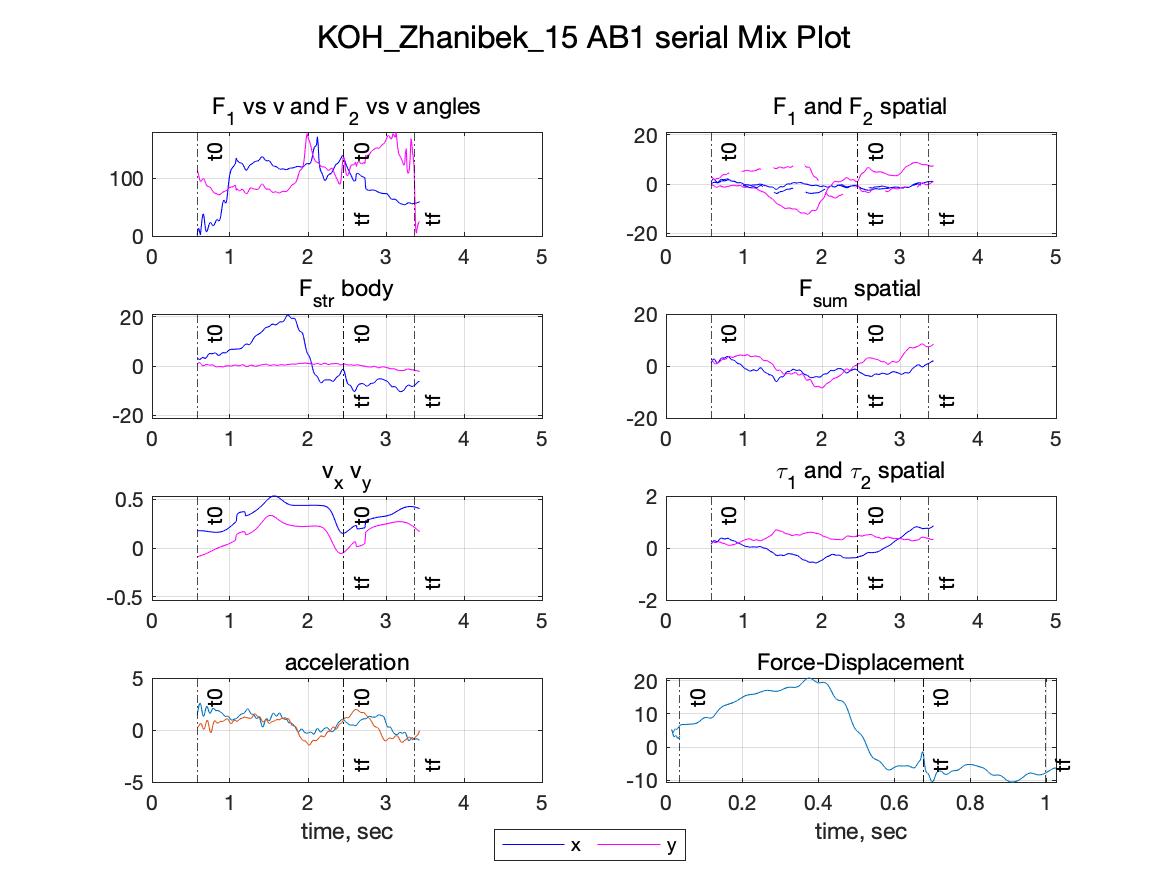 KOH_Zhanibek_15 AB1 serial Mix Plot
F1 vs v and F2 vs v angles
100
0
t0
t0
tf
tf
0 1 2 3 4 5
F1 and F2 spatial
20
0
-20
t0
t0
tf
tf
0 1 2 3 4 5
Fstr body
20
0
-20
t0
t0
tf
tf
0 1 2 3 4 5
Fsum spatial
20
0
-20
t0
t0
tf
tf
0 1 2 3 4 5
vx vy
0.5
0
-0.5
t0
t0
tf
tf
0 1 2 3 4 5
τ1 and τ2 spatial
2
0
-2
t0
t0
tf
tf
0 1 2 3 4 5
acceleration
5
0
-5
t0
t0
tf
tf
0 1 2 3 4 5
time, sec
Force-Displacement
20
10
0
-10
t0
t0
tf
tf
0 0.2 0.4 0.6 0.8 1
time, sec
x y